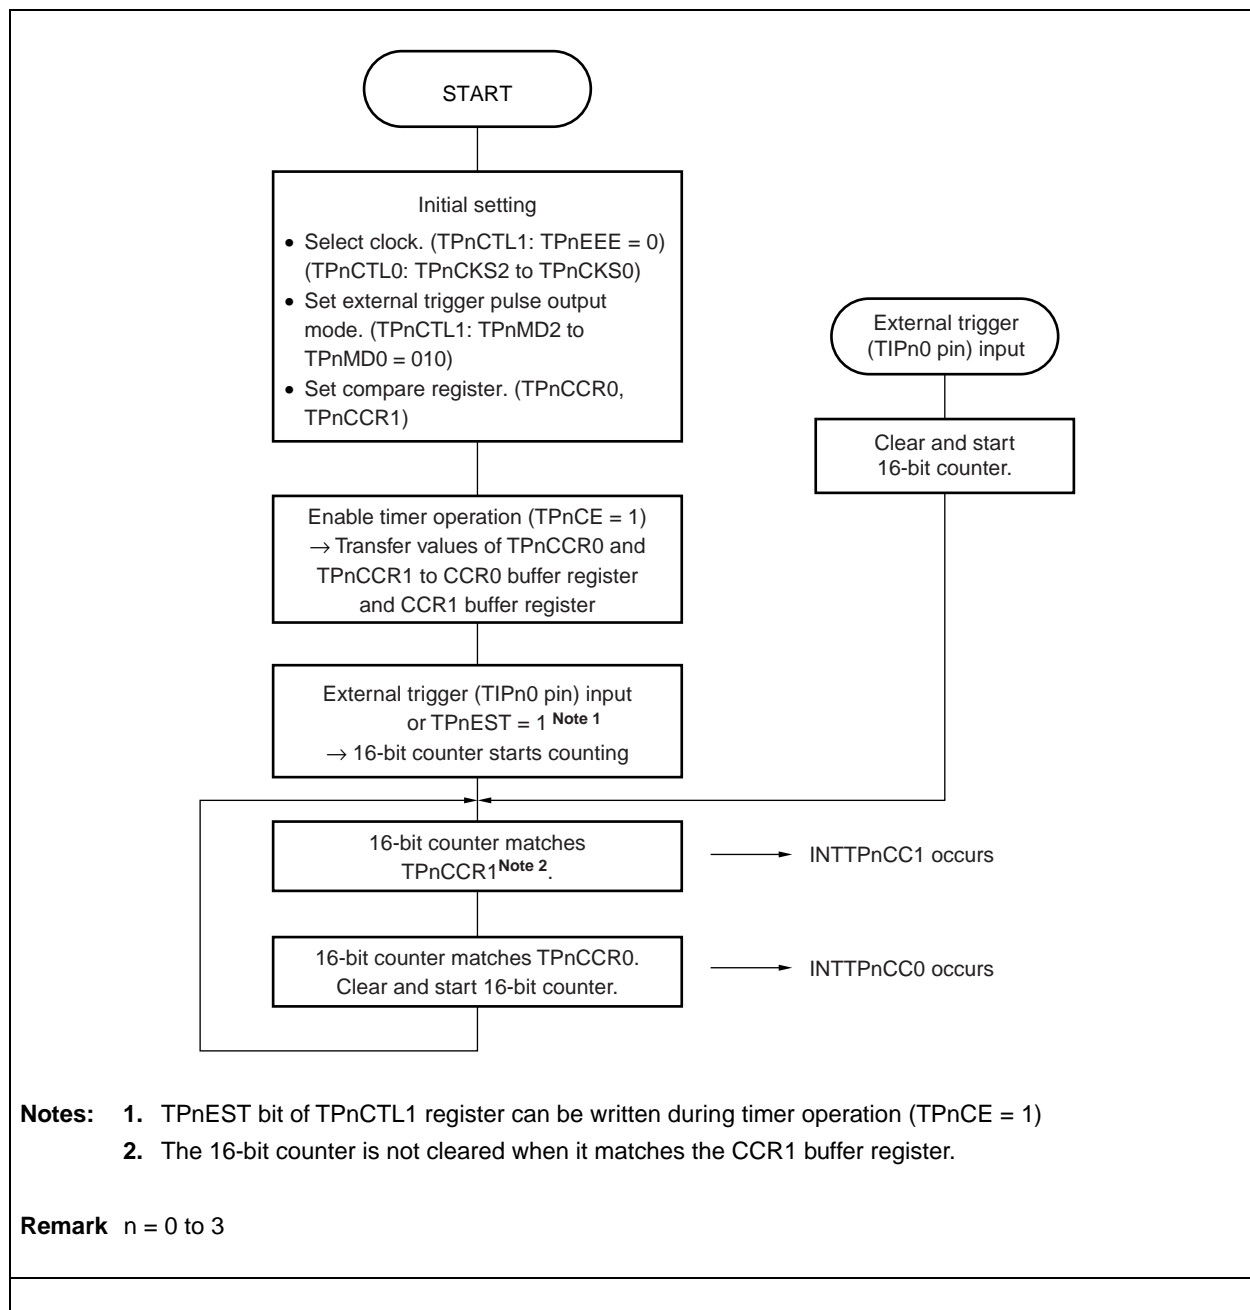 START
Initial setting
• Select clock. (TPnCTL1: TPnEEE = 0)
(TPnCTL0: TPnCKS2 to TPnCKS0)
• Set external trigger pulse output
mode. (TPnCTL1: TPnMD2 to
TPnMD0 = 010)
• Set compare register. (TPnCCR0,
TPnCCR1)
External trigger
(TIPn0 pin) input
Clear and start
16-bit counter.
Enable timer operation (TPnCE = 1)
→ Transfer values of TPnCCR0 and
TPnCCR1 to CCR0 buffer register
and CCR1 buffer register
External trigger (TIPn0 pin) input
or TPnEST = 1 Note 1
→ 16-bit counter starts counting
16-bit counter matches
TPnCCR1Note 2.
INTTPnCC1 occurs
16-bit counter matches TPnCCR0.
Clear and start 16-bit counter.
INTTPnCC0 occurs
Notes: 1. TPnEST bit of TPnCTL1 register can be written during timer operation (TPnCE = 1)
2. The 16-bit counter is not cleared when it matches the CCR1 buffer register.
Remark n = 0 to 3